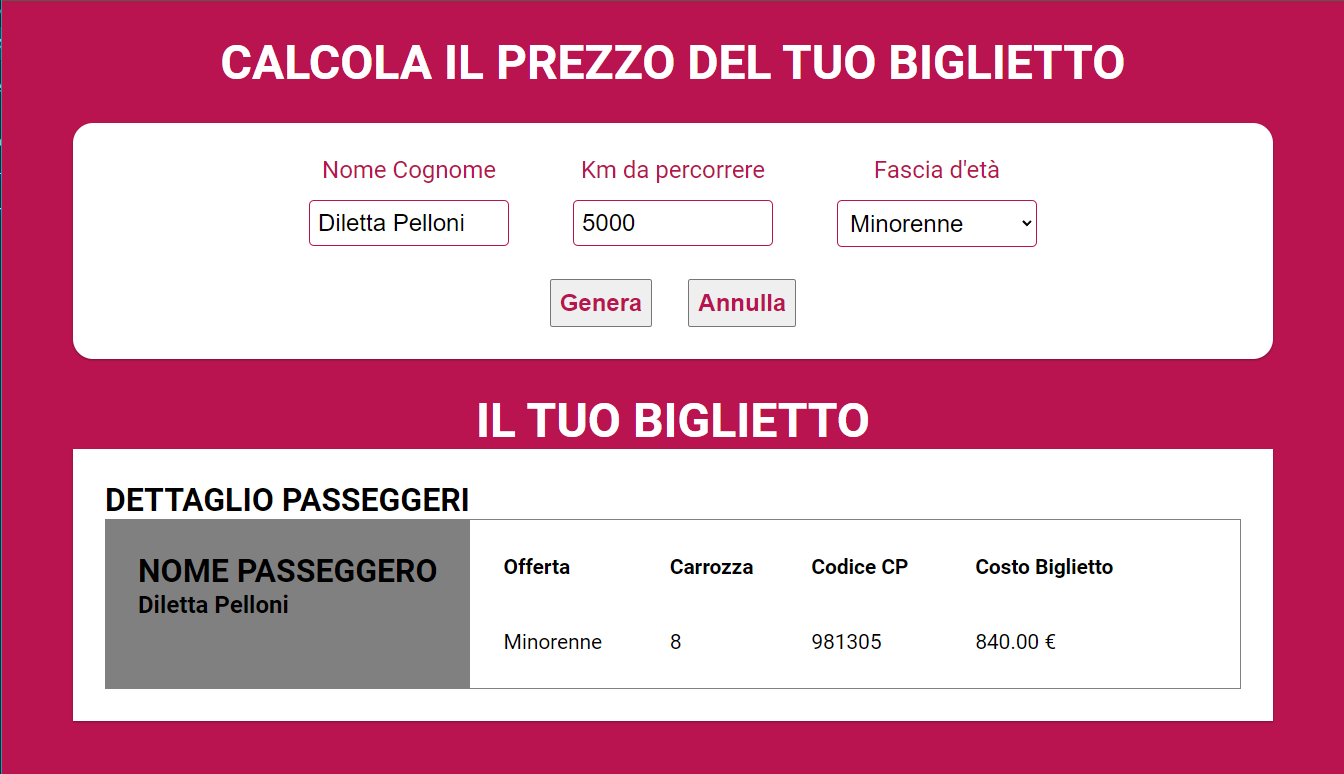 CALCOLA IL PREZZO DEL TUO BIGLIETTO
Nome Cognome Km da percorrere Fascia d'età
Diletta Pelloni 5000 Minorenne
Genera Annulla
IL TUO BIGLIETTO
DETTAGLIO PASSEGGERI
NOME PASSEGGERO
Diletta Pelloni
Offerta Carrozza Codice CP Costo Biglietto
Minorenne 8 981305 840.00 €